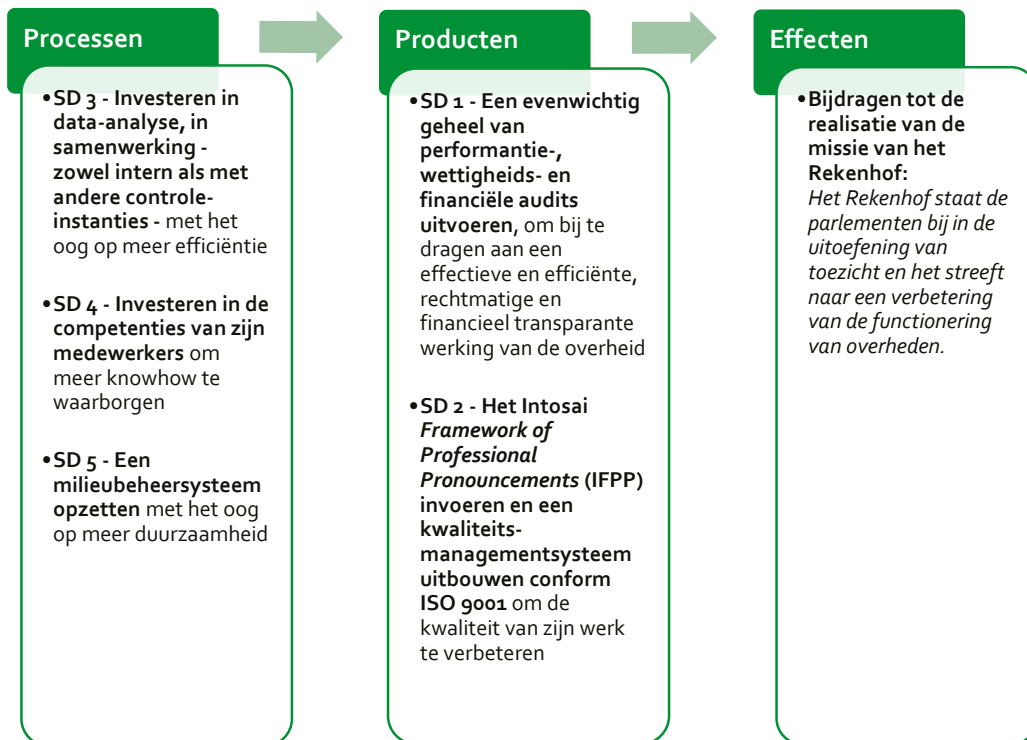 Processen
•SD 3 - Investeren in
data-analyse, in
samenwerking -
zowel intern als met
andere controle-
instanties - met het
oog op meer efficiëntie
•SD 4 - Investeren in de
competenties van zijn
medewerkers om
meer knowhow te
waarborgen
•SD 5 - Een
milieubeheersysteem
opzetten met het oog
op meer duurzaamheid
Producten
•SD 1 - Een evenwichtig
geheel van
performantie-,
wettigheids- en
financiële audits
uitvoeren, om bij te
dragen aan een
effectieve en efficiënte,
rechtmatige en
financieel transparante
werking van de overheid
•SD 2 - Het Intosai
Framework of
Professional
Pronouncements (IFPP)
invoeren en een
kwaliteits-
managementsysteem
uitbouwen conform
ISO 9001 om de
kwaliteit van zijn werk
te verbeteren
Effecten
•Bijdragen tot de
realisatie van de
missie van het
Rekenhof:
Het Rekenhof staat de
parlementen bij in de
uitoefening van
toezicht en het streeft
naar een verbetering
van de functionering
van overheden.